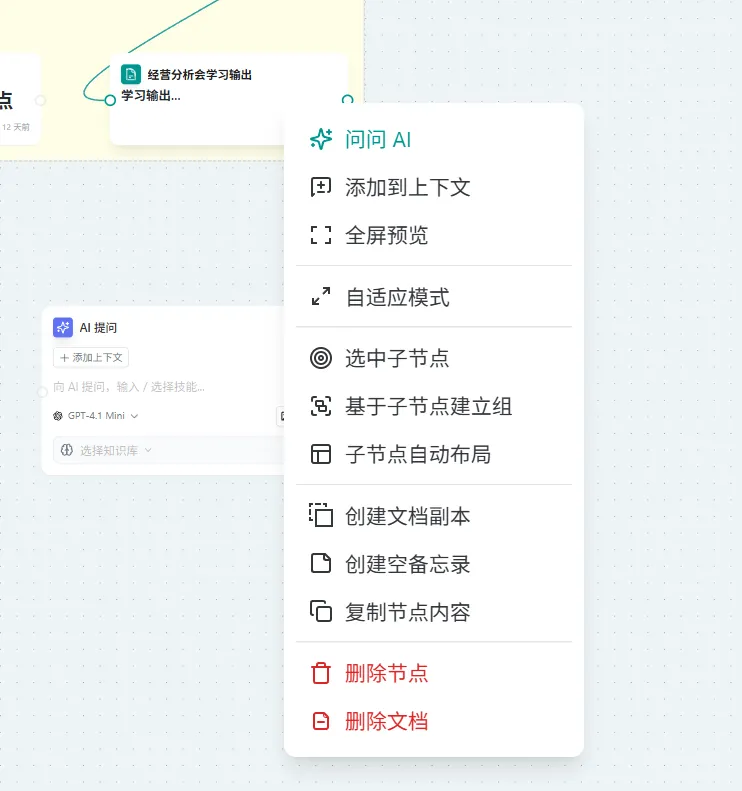 经营分析会学习输出
学习输出...
点
12 天前
问问 AI
添加到上下文
全屏预览
自适应模式
选中子节点
基于子节点建立组
子节点自动布局
创建文档副本
创建空备忘录
复制节点内容
删除节点
删除文档
AI 提问
添加上下文
向 AI 提问，输入 / 选择技能...
GPT-4.1 Mini
选择知识库